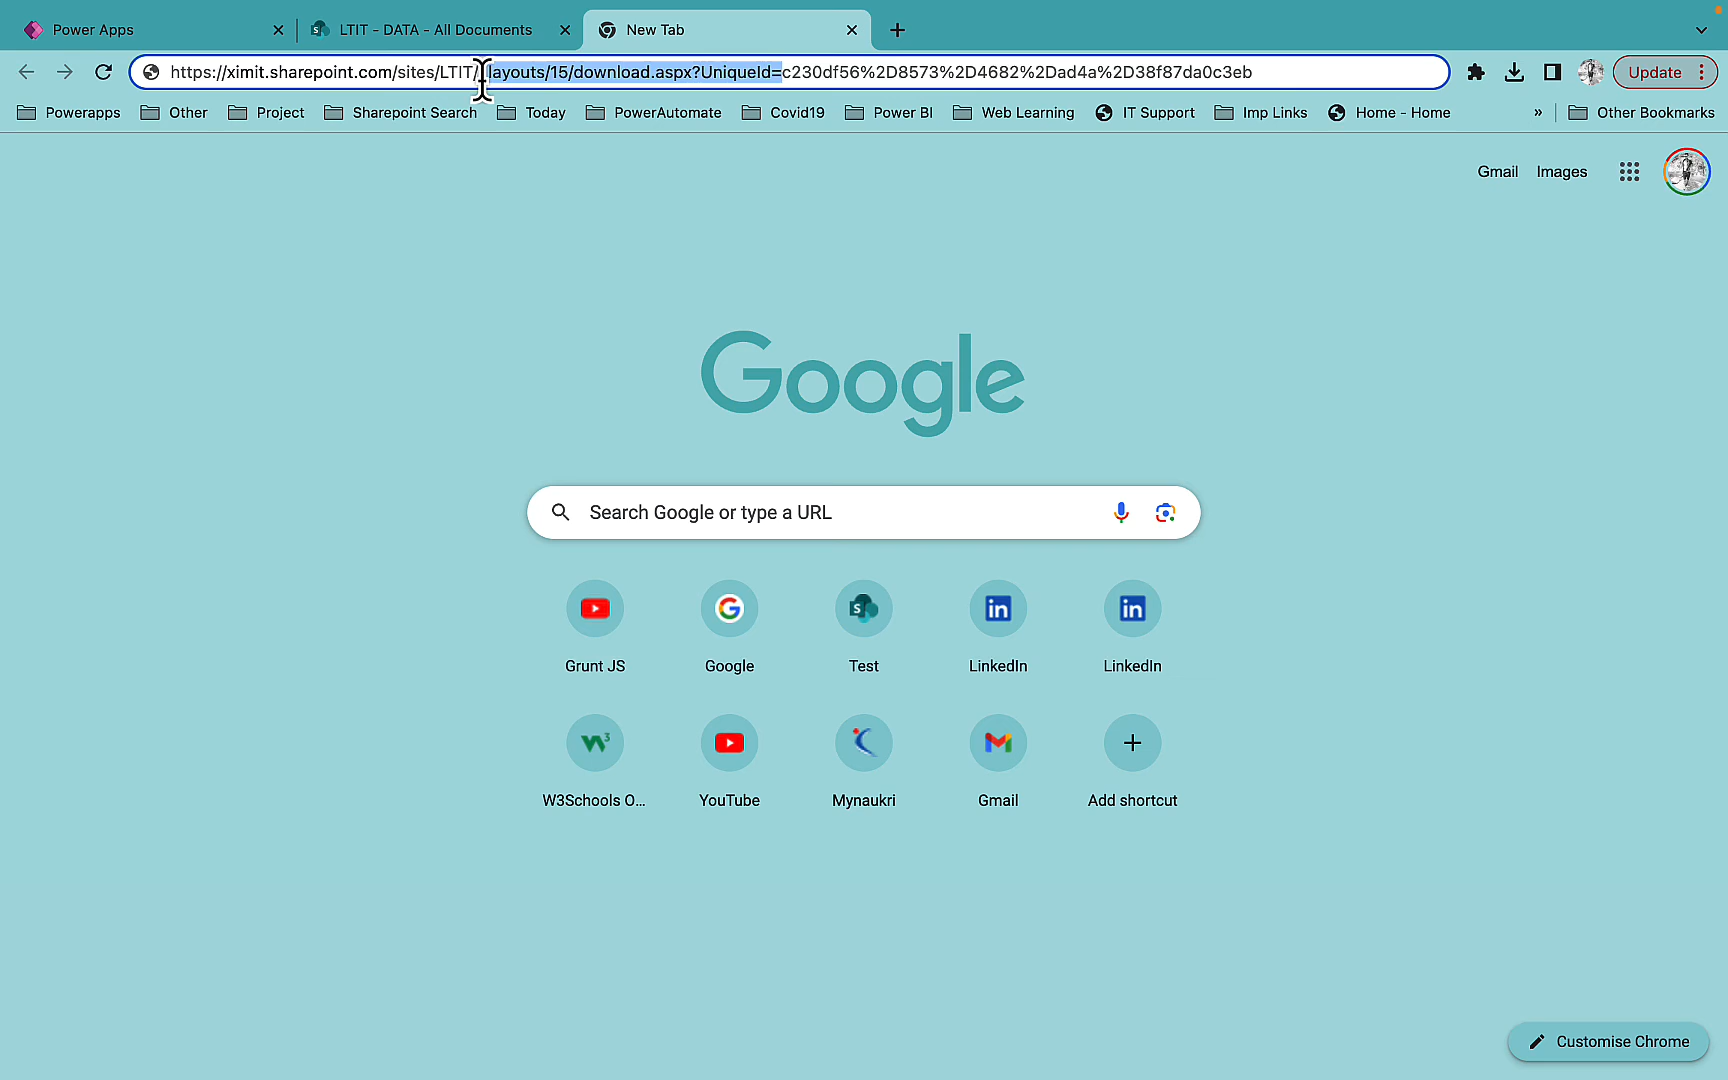 Power Apps
LTIT - DATA - All Documents
New Tab
https://ximit.sharepoint.com/sites/LTIT/_layouts/15/download.aspx?UniqueId=c230df56%2D8573%2D4682%2Dad4a%2D38f87da0c3eb
Update
Powerapps Other Project Sharepoint Search Today PowerAutomate Covid19 Power BI Web Learning IT Support Imp Links Home - Home » Other Bookmarks
Gmail Images
Google
Search Google or type a URL
Grunt JS Google Test LinkedIn LinkedIn
W3Schools O... YouTube Mynaukri Gmail Add shortcut
Customise Chrome